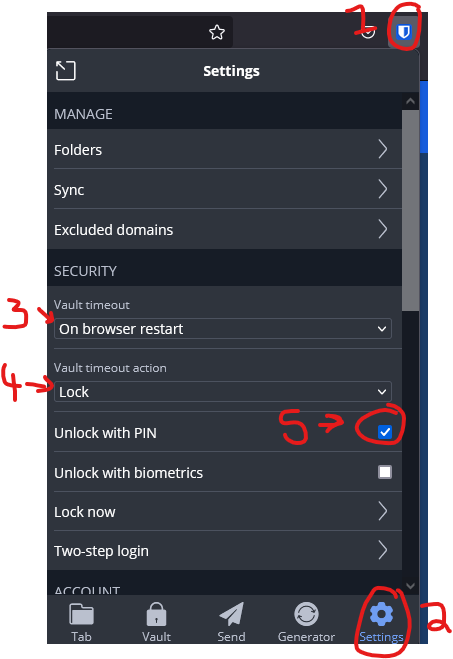 1
Settings
MANAGE
Folders
Sync
Excluded domains
SECURITY
Vault timeout
3 On browser restart
Vault timeout action
4 Lock
Unlock with PIN 5
Unlock with biometrics
Lock now
Two-step login
ACCOUNT
Tab Vault Send Generator Settings 2